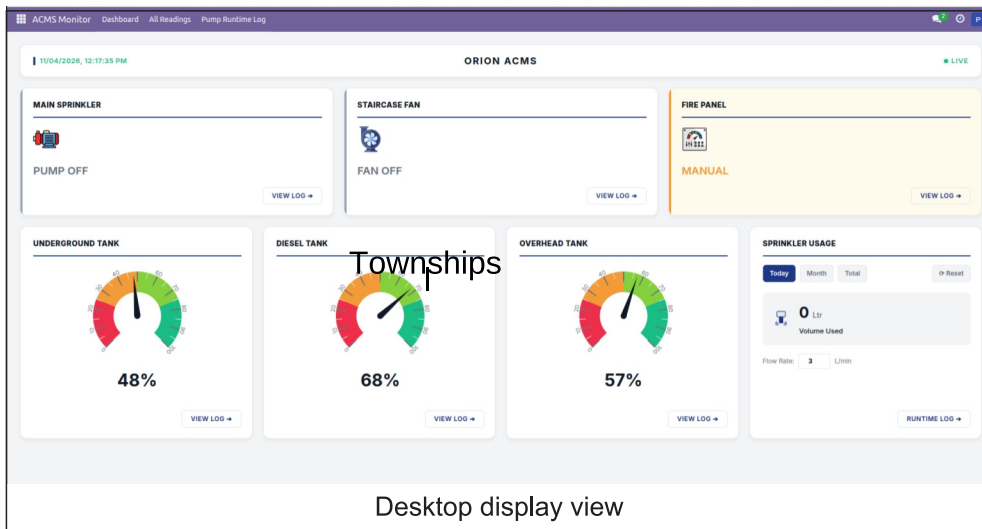 ACMS Monitor Dashboard All Readings Pump Runtime Log 2 P
11/04/2026, 12:17:35 PM ORION ACMS LIVE
MAIN SPRINKLER
PUMP OFF
VIEW LOG →
STAIRCASE FAN
FAN OFF
VIEW LOG →
FIRE PANEL
MANUAL
VIEW LOG →
UNDERGROUND TANK
48%
VIEW LOG →
DIESEL TANK
Townships
68%
VIEW LOG →
OVERHEAD TANK
57%
VIEW LOG →
SPRINKLER USAGE
Today Month Total ⟳ Reset
0 Ltr
Volume Used
Flow Rate: 3 L/min
RUNTIME LOG →
Desktop display view